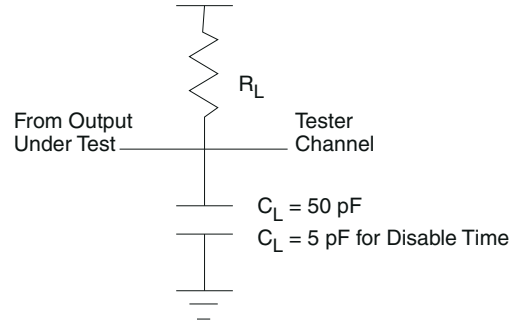 R_L
From Output
Under Test
Tester
Channel
C_L = 50 pF
C_L = 5 pF for Disable Time